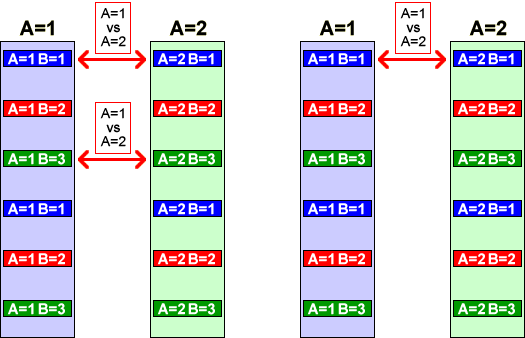 A=1
vs
A=2
A=1
A=2
A=1 B=1
A=2 B=1
A=1 B=2
A=2 B=2
A=1
vs
A=2
A=1 B=3
A=2 B=3
A=1 B=1
A=2 B=1
A=1 B=2
A=2 B=2
A=1 B=3
A=2 B=3
A=1
vs
A=2
A=1
A=2
A=1 B=1
A=2 B=1
A=1 B=2
A=2 B=2
A=1 B=3
A=2 B=3
A=1 B=1
A=2 B=1
A=1 B=2
A=2 B=2
A=1 B=3
A=2 B=3